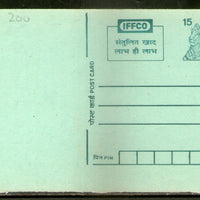 200
IFFCO
15
संतुलित खाद
लाभ ही लाभ
पोस्ट कार्ड POST CARD
पिन PIN